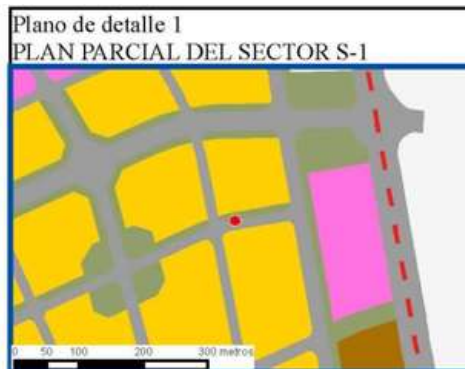 Plano de detalle 1
PLAN PARCIAL DEL SECTOR S-1
0 50 100 200 300 metros